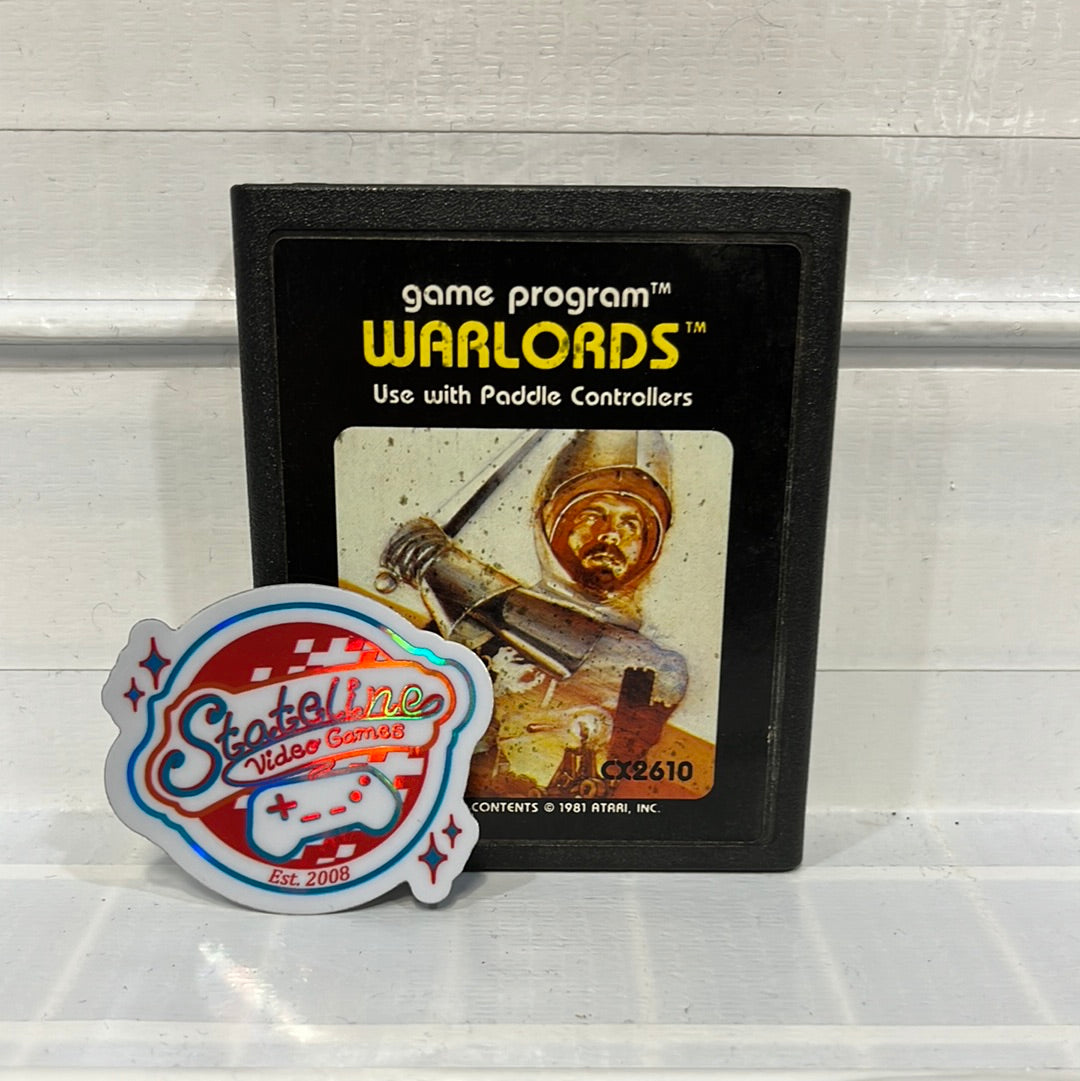 game program™
WARLORDS™
Use with Paddle Controllers
CX2610
CONTENTS © 1981 ATARI, INC.
Stateline
Video Games
Est. 2008